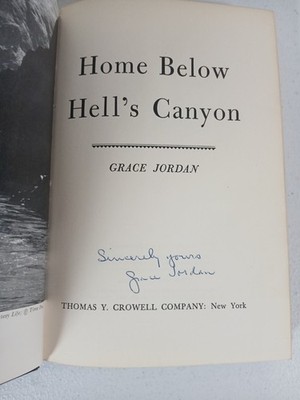 Home Below
Hell's Canyon
GRACE JORDAN
Sincerely yours
Grace Jordan
THOMAS Y. CROWELL COMPANY: New York